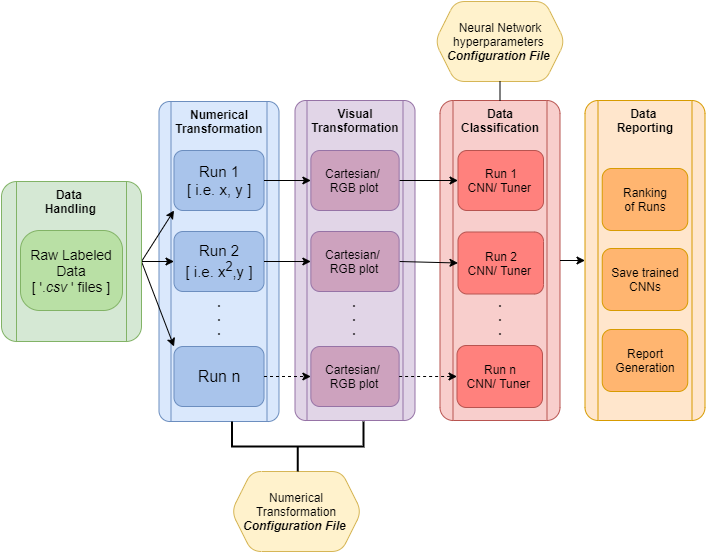 Neural Network
hyperparameters
Configuration File
Data
Handling
Raw Labeled
Data
[ '.csv ' files ]
Numerical
Transformation
Run 1
[ i.e. x, y ]
Run 2
[ i.e. x²,y ]
Run n
Visual
Transformation
Cartesian/
RGB plot
Cartesian/
RGB plot
Cartesian/
RGB plot
Data
Classification
Run 1
CNN/ Tuner
Run 2
CNN/ Tuner
Run n
CNN/ Tuner
Data
Reporting
Ranking
of Runs
Save trained
CNNs
Report
Generation
Numerical
Transformation
Configuration File